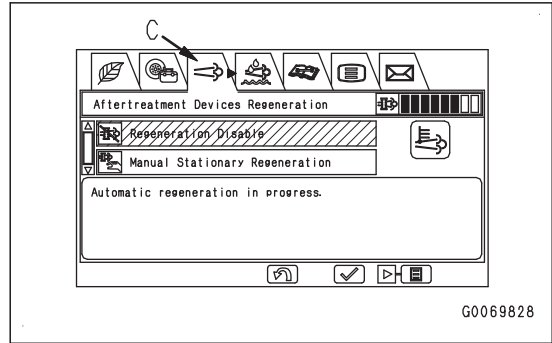 C
Aftertreatment Devices Regeneration
Regeneration Disable
Manual Stationary Regeneration
Automatic regeneration in progress.
G0069828